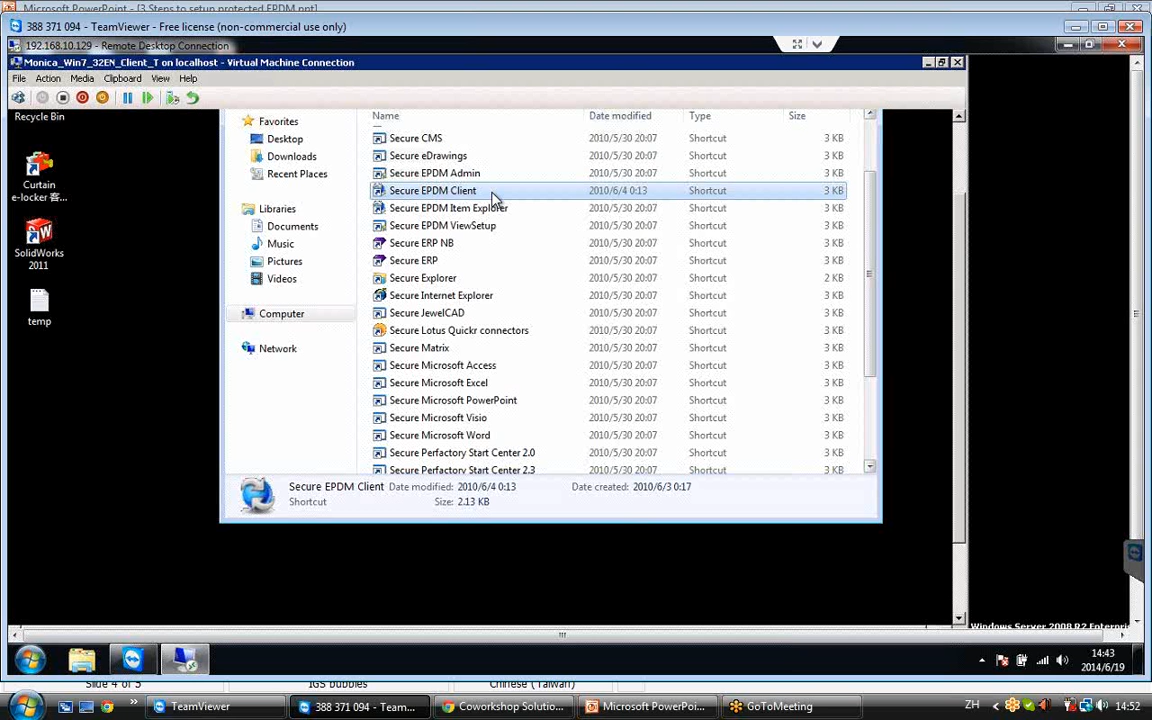 Microsoft PowerPoint - [3 Steps to setup protected EPDM.ppt]
388 371 094 - TeamViewer - Free license (non-commercial use only)
192.168.10.129 - Remote Desktop Connection
Monica_Win7_32EN_Client_T on localhost - Virtual Machine Connection
File Action Media Clipboard View Help
Recycle Bin
Curtain
e-locker 客...
SolidWorks
2011
temp
Favorites
Desktop
Downloads
Recent Places
Libraries
Documents
Music
Pictures
Videos
Computer
Network
Name Date modified Type Size
Secure CMS 2010/5/30 20:07 Shortcut 3 KB
Secure eDrawings 2010/5/30 20:07 Shortcut 3 KB
Secure EPDM Admin 2010/5/30 20:07 Shortcut 3 KB
Secure EPDM Client 2010/6/4 0:13 Shortcut 3 KB
Secure EPDM Item Explorer 2010/5/30 20:07 Shortcut 3 KB
Secure EPDM ViewSetup 2010/5/30 20:07 Shortcut 3 KB
Secure ERP NB 2010/5/30 20:07 Shortcut 3 KB
Secure ERP 2010/5/30 20:07 Shortcut 3 KB
Secure Explorer 2010/5/30 20:07 Shortcut 2 KB
Secure Internet Explorer 2010/5/30 20:07 Shortcut 3 KB
Secure JewelCAD 2010/5/30 20:07 Shortcut 3 KB
Secure Lotus Quickr connectors 2010/5/30 20:07 Shortcut 3 KB
Secure Matrix 2010/5/30 20:07 Shortcut 3 KB
Secure Microsoft Access 2010/5/30 20:07 Shortcut 3 KB
Secure Microsoft Excel 2010/5/30 20:07 Shortcut 3 KB
Secure Microsoft PowerPoint 2010/5/30 20:07 Shortcut 3 KB
Secure Microsoft Visio 2010/5/30 20:07 Shortcut 3 KB
Secure Microsoft Word 2010/5/30 20:07 Shortcut 3 KB
Secure Perfactory Start Center 2.0 2010/5/30 20:07 Shortcut 3 KB
Secure Perfactory Start Center 2.3 2010/5/30 20:07 Shortcut 3 KB
Secure EPDM Client Date modified: 2010/6/4 0:13 Date created: 2010/6/3 0:17
Shortcut Size: 2.13 KB
Windows Server 2008 R2 Enterpri
14:43
2014/6/19
Slide 4 of 5 IGS bubbles Chinese (Taiwan)
TeamViewer
388 371 094 - Team...
Coworkshop Solutio...
Microsoft PowerPoi...
GoToMeeting
ZH
14:52